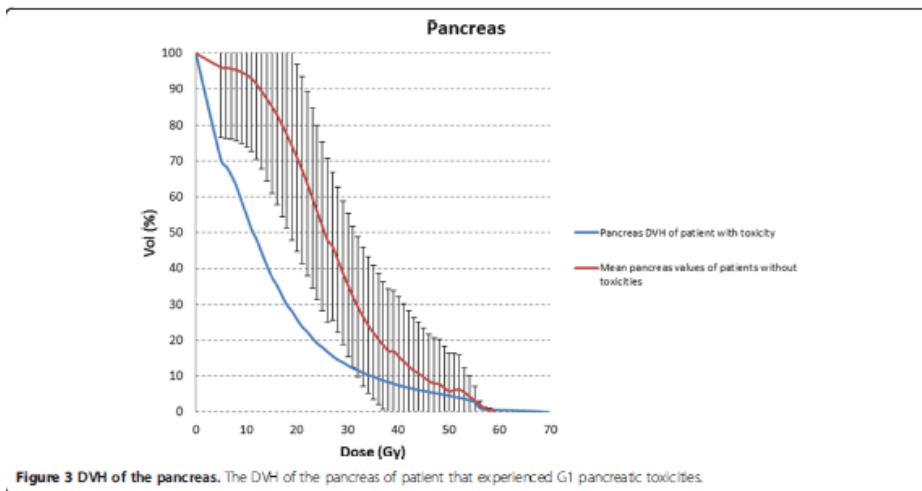 Pancreas
100
90
80
70
60
50
40
30
20
10
0
Vol (%)
0 10 20 30 40 50 60 70
Dose (Gy)
Pancreas DVH of patient with toxicity
Mean pancreas values of patients without
toxicities
Figure 3 DVH of the pancreas. The DVH of the pancreas of patient that experienced G1 pancreatic toxicities.